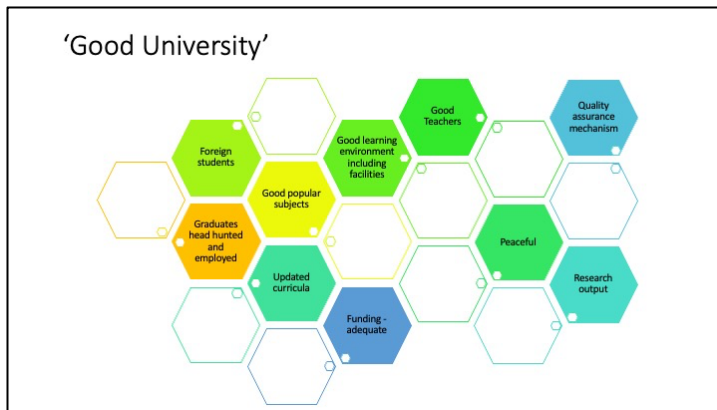 ‘Good University’
Good
Teachers
Quality
assurance
mechanism
Foreign
students
Good learning
environment
including
facilities
Good popular
subjects
Graduates
head hunted
and
employed
Peaceful
Updated
curricula
Research
output
Funding -
adequate